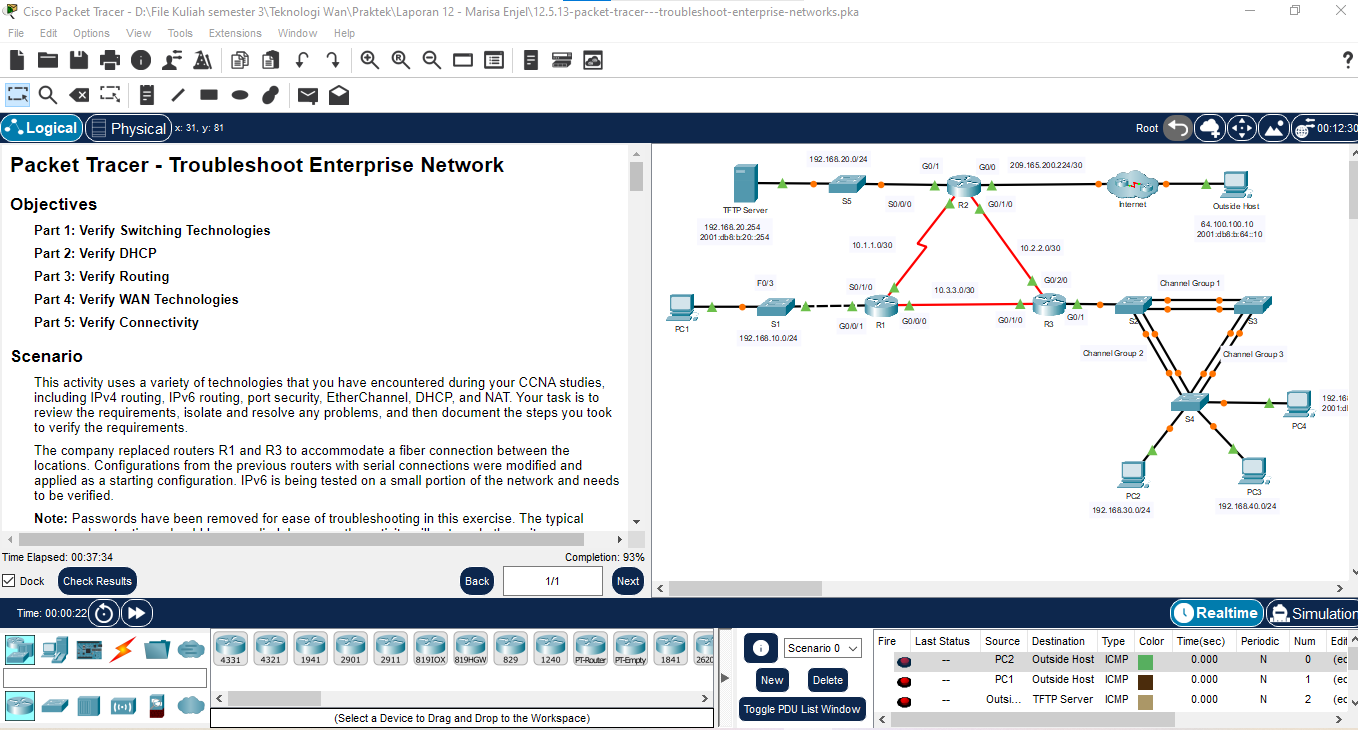 Cisco Packet Tracer - D:\File Kuliah semester 3\Teknologi Wan\Praktek\Laporan 12 - Marisa Enjel\12.5.13-packet-tracer---troubleshoot-enterprise-networks.pka
File Edit Options View Tools Extensions Window Help
Logical Physical x: 31, y: 81 Root 00:12:30
Packet Tracer - Troubleshoot Enterprise Network
Objectives
Part 1: Verify Switching Technologies
Part 2: Verify DHCP
Part 3: Verify Routing
Part 4: Verify WAN Technologies
Part 5: Verify Connectivity
Scenario
This activity uses a variety of technologies that you have encountered during your CCNA studies,
including IPv4 routing, IPv6 routing, port security, EtherChannel, DHCP, and NAT. Your task is to
review the requirements, isolate and resolve any problems, and then document the steps you took
to verify the requirements.
The company replaced routers R1 and R3 to accommodate a fiber connection between the
locations. Configurations from the previous routers with serial connections were modified and
applied as a starting configuration. IPv6 is being tested on a small portion of the network and needs
to be verified.
Note: Passwords have been removed for ease of troubleshooting in this exercise. The typical
Time Elapsed: 00:37:34 Completion: 93%
Dock Check Results Back 1/1 Next
192.168.20.0/24
G0/1 G0/0 209.165.200.224/30
TFTP Server S5 S0/0/0 R2 G0/1/0 Internet Outside Host
192.168.20.254
2001:db8:b:20::254
64.100.100.10
2001:db8:b:64::10
10.1.1.0/30 10.2.2.0/30
F0/3 S0/1/0 10.3.3.0/30 G0/2/0 Channel Group 1
PC1 S1 G0/0/1 R1 G0/0/0 G0/1/0 R3 G0/1 S2 S3
192.168.10.0/24
Channel Group 2 Channel Group 3
S4 PC4
192.16
2001:d
PC2 PC3
192.168.30.0/24 192.168.40.0/24
Time: 00:00:22 Realtime Simulation
4331 4321 1941 2901 2911 819IOX 819HGW 829 1240 PT-Router PT-Empty 1841 2620
(Select a Device to Drag and Drop to the Workspace)
Scenario 0
New Delete
Toggle PDU List Window
Fire Last Status Source Destination Type Color Time(sec) Periodic Num Edit
-- PC2 Outside Host ICMP 0.000 N 0 (ed
-- PC1 Outside Host ICMP 0.000 N 1 (ed
-- Outsi... TFTP Server ICMP 0.000 N 2 (ed